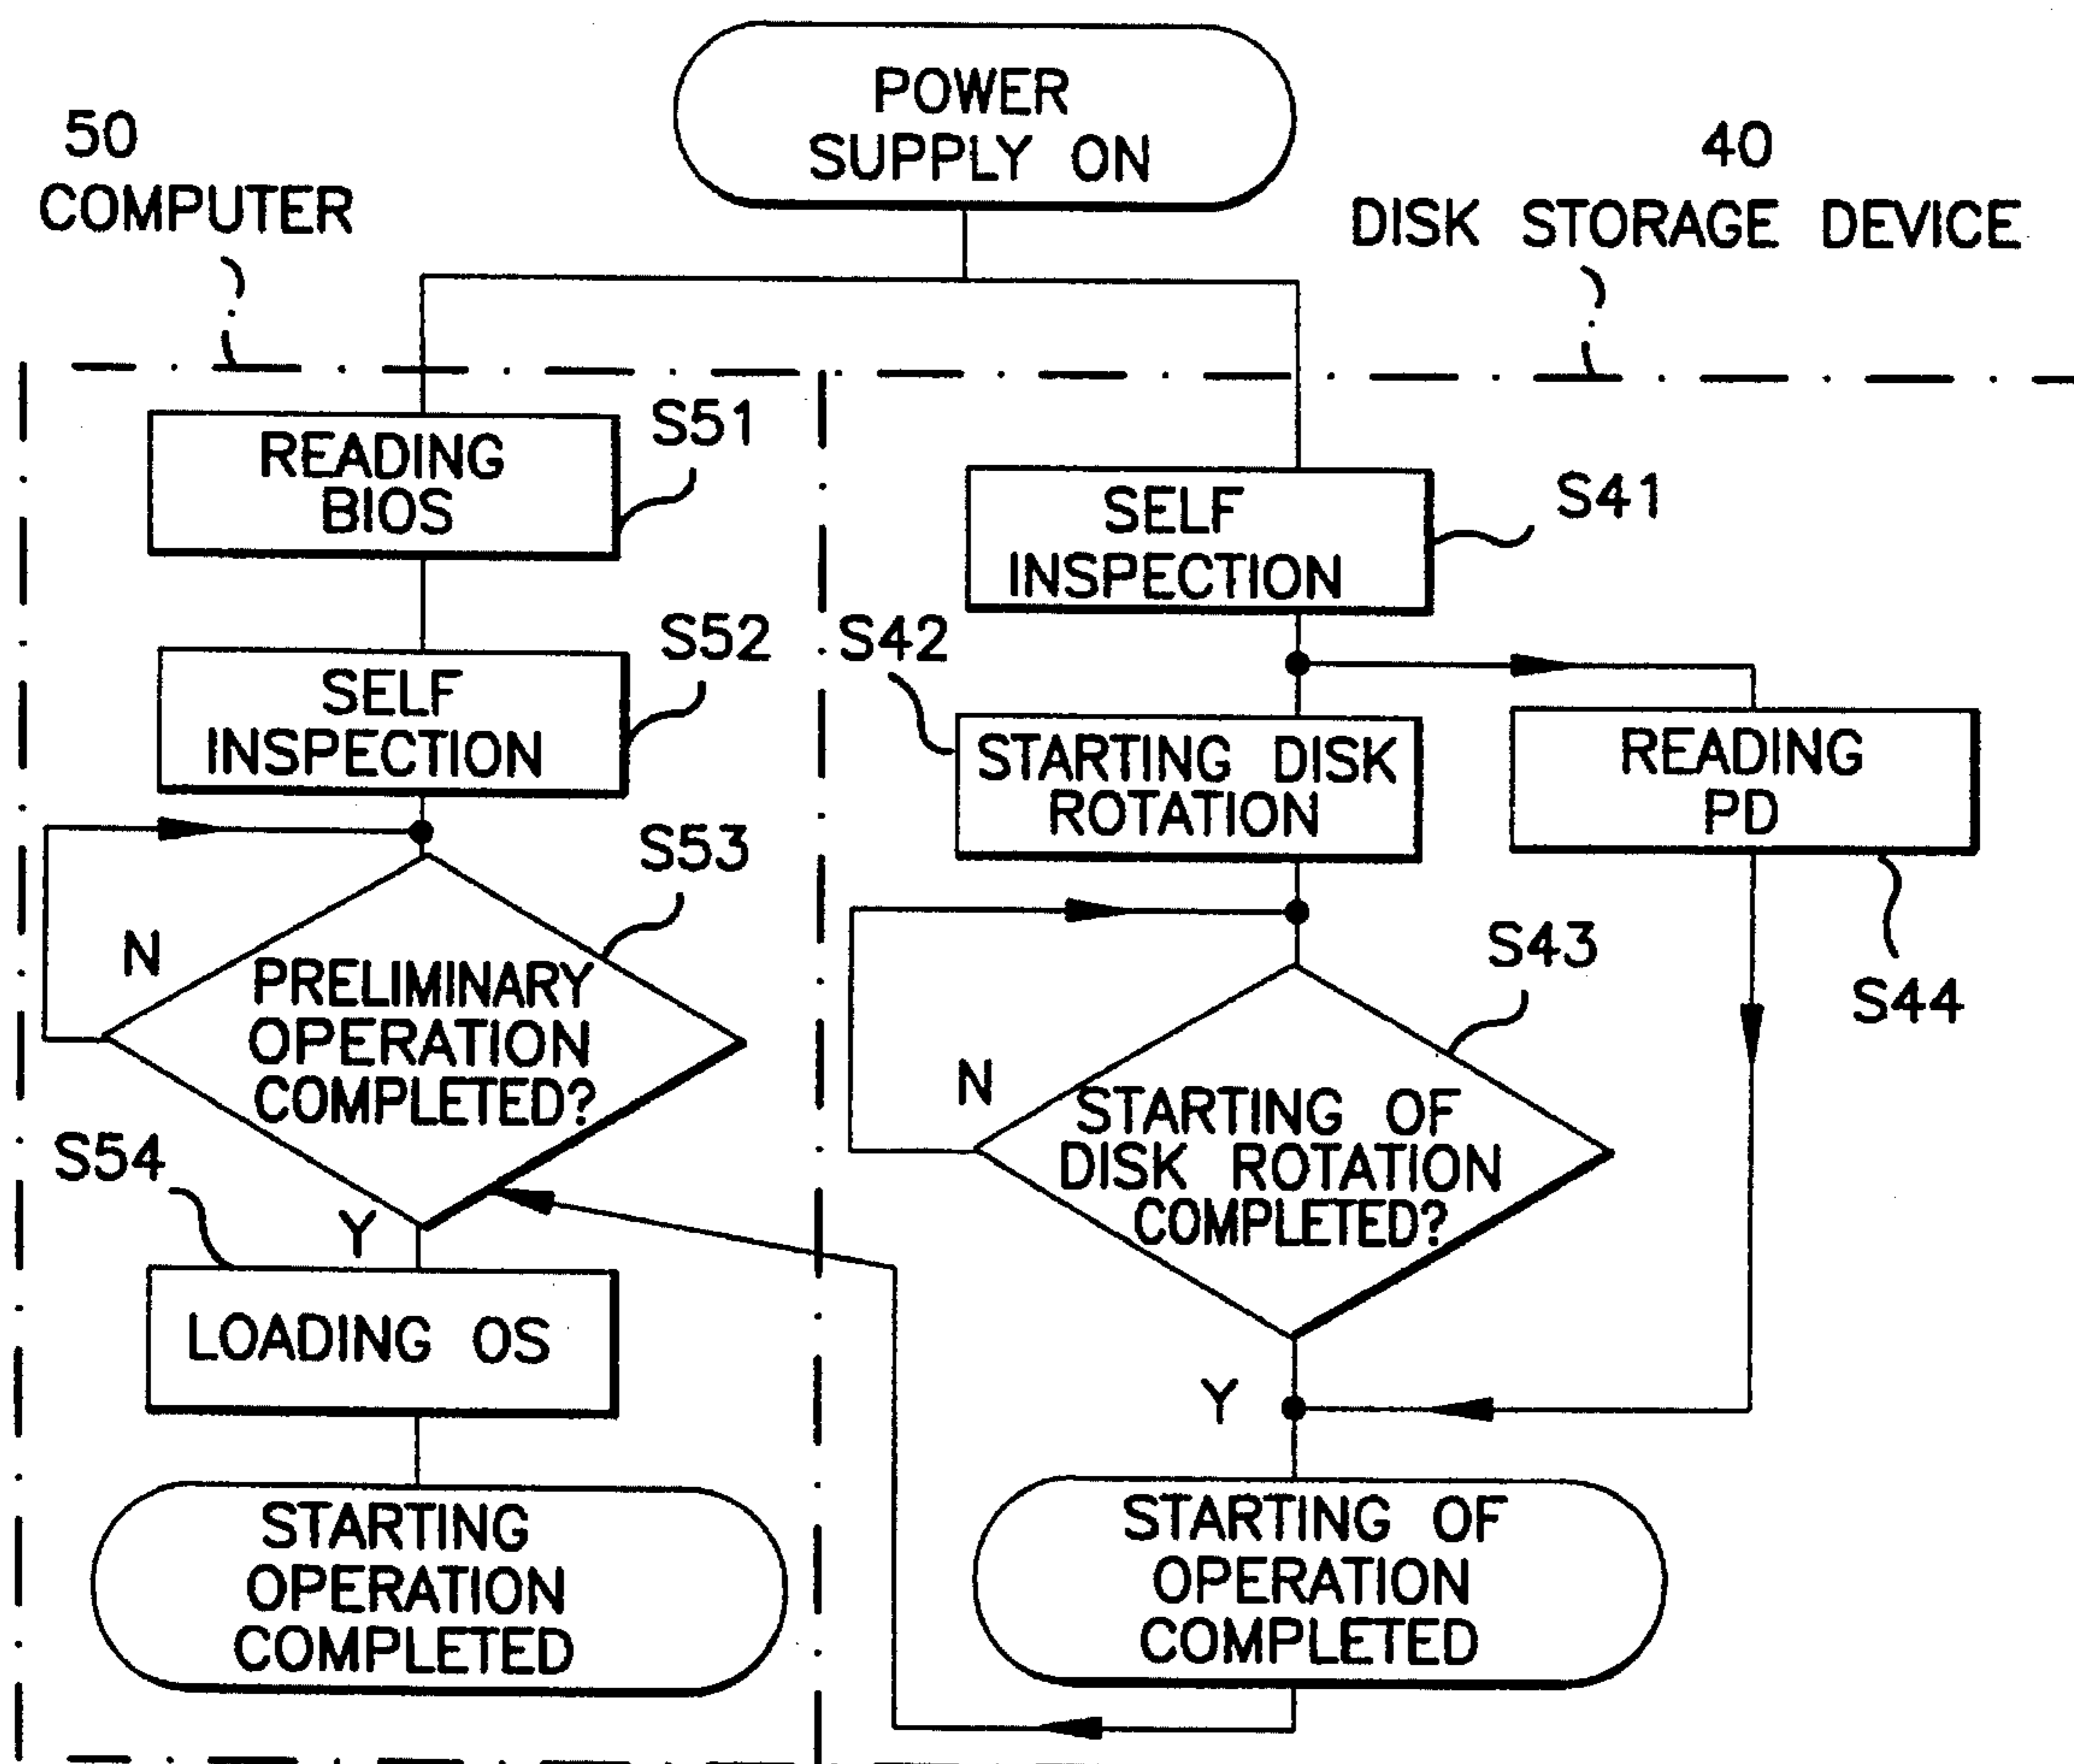 POWER
SUPPLY ON
50
COMPUTER
40
DISK STORAGE DEVICE
READING
BIOS
S51
SELF
INSPECTION
S41
SELF
INSPECTION
S52
S42
STARTING DISK
ROTATION
READING
PD
S44
S53
N
PRELIMINARY
OPERATION
COMPLETED?
Y
S43
N
STARTING OF
DISK ROTATION
COMPLETED?
Y
S54
LOADING OS
STARTING
OPERATION
COMPLETED
STARTING OF
OPERATION
COMPLETED